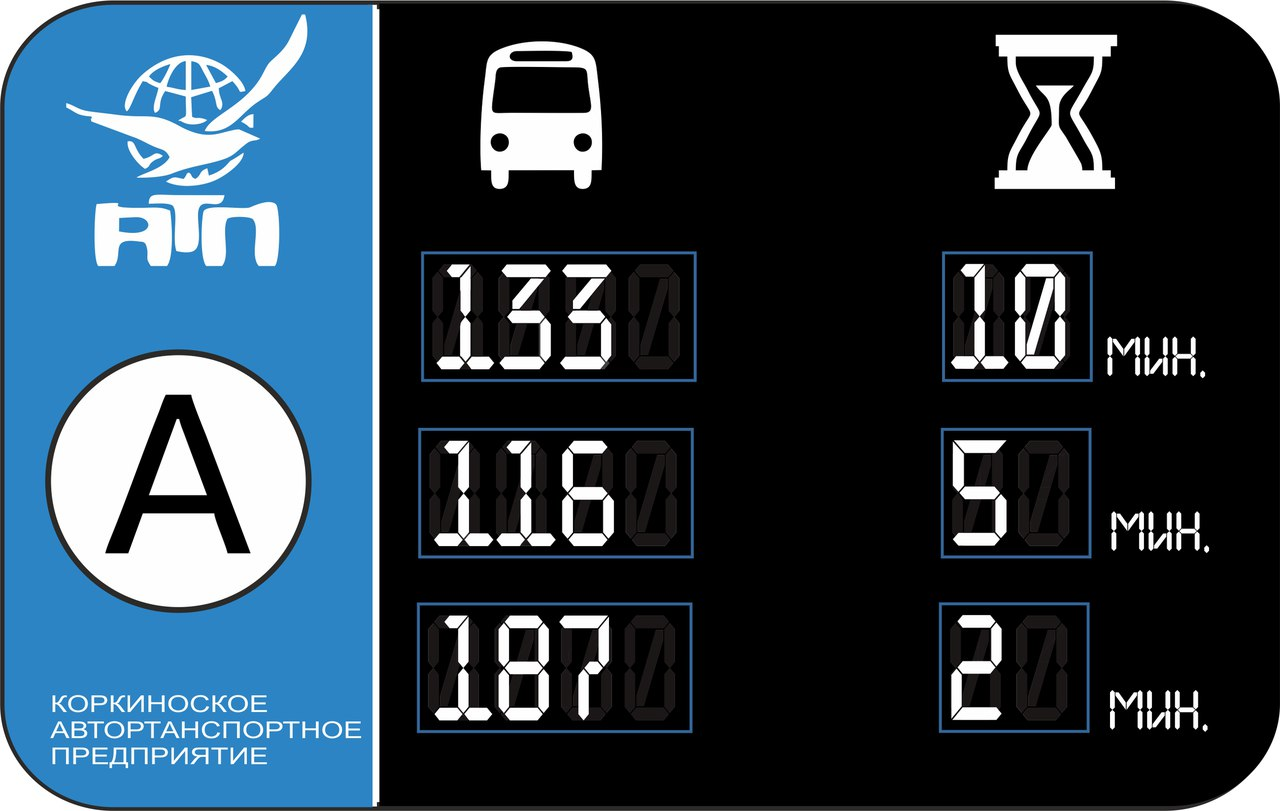 АТП
А
КОРКИНОСКОЕ
АВТОРТАНСПОРТНОЕ
ПРЕДПРИЯТИЕ
133 10 мин.
116 5 мин.
187 2 мин.